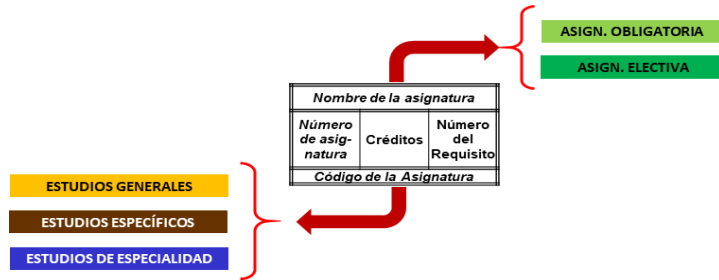 ASIGN. OBLIGATORIA
ASIGN. ELECTIVA
Nombre de la asignatura
Número
de asig-
natura
Créditos
Número
del
Requisito
Código de la Asignatura
ESTUDIOS GENERALES
ESTUDIOS ESPECÍFICOS
ESTUDIOS DE ESPECIALIDAD